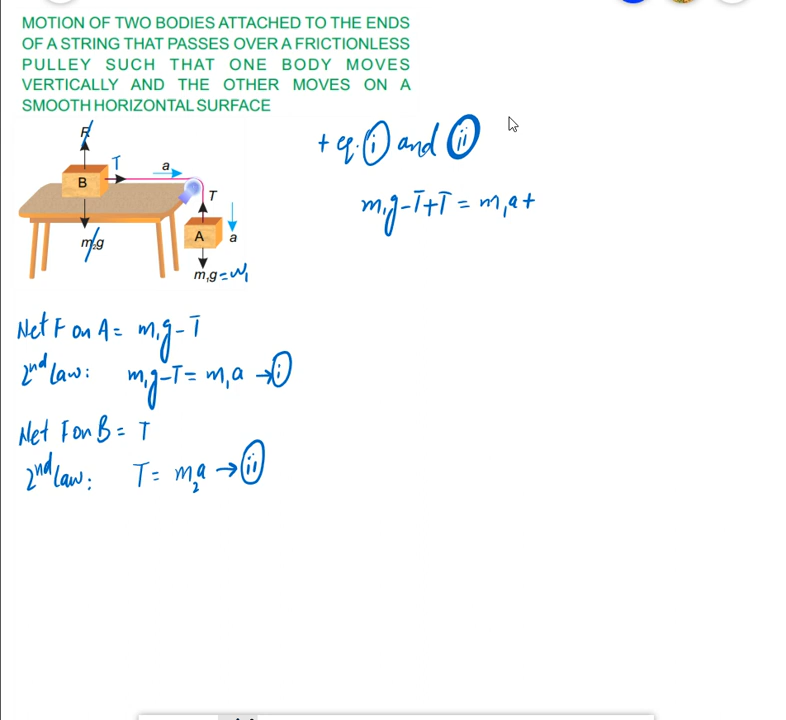 MOTION OF TWO BODIES ATTACHED TO THE ENDS
OF A STRING THAT PASSES OVER A FRICTIONLESS
PULLEY SUCH THAT ONE BODY MOVES
VERTICALLY AND THE OTHER MOVES ON A
SMOOTH HORIZONTAL SURFACE
R
T
a
B
T
m₂g
A
a
m₁g = W₁
+ eq. (i) and (ii)
m₁g - T + T = m₁a +
Net F on A = m₁g - T
2nd law: m₁g - T = m₁a → (i)
Net F on B = T
2nd law: T = m₂a → (ii)